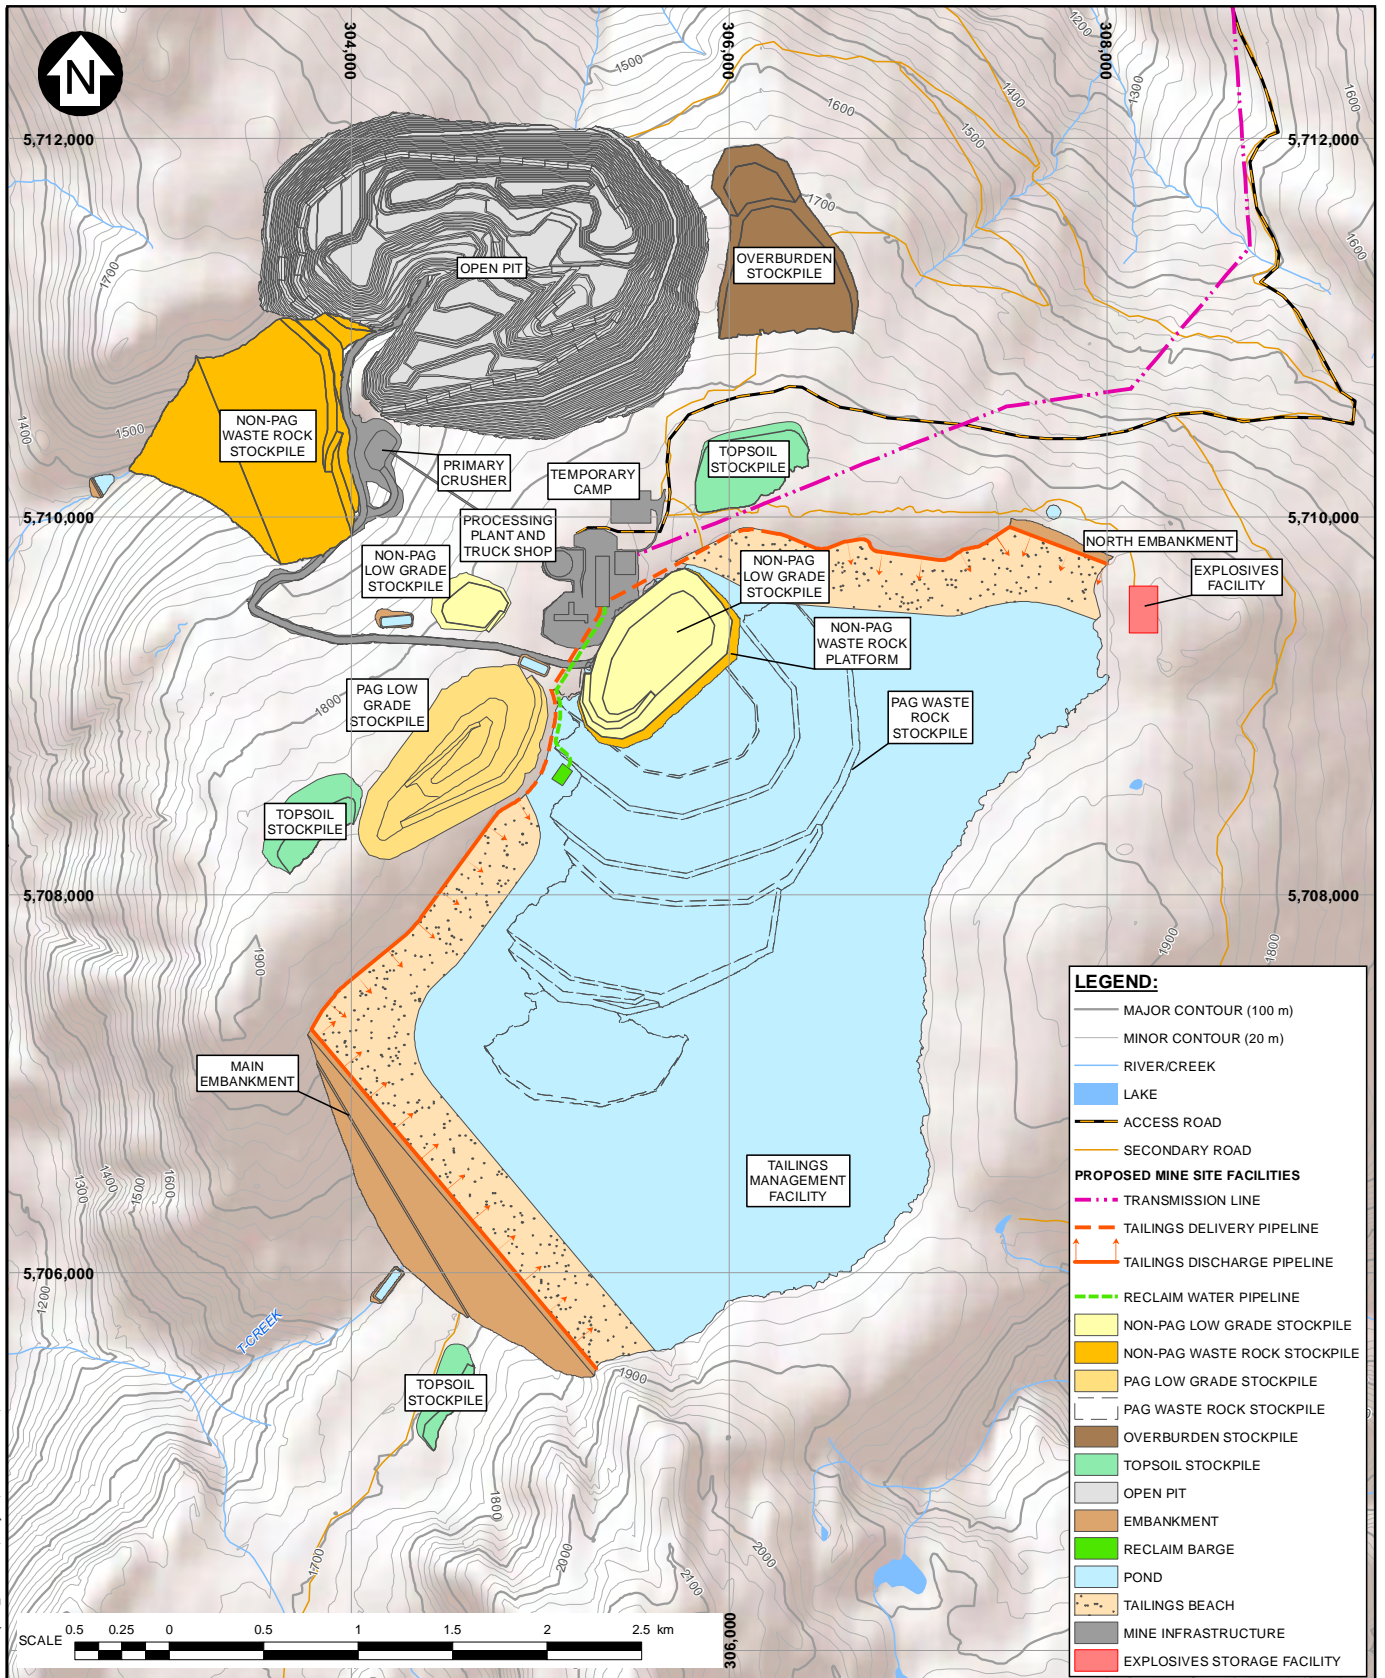 304,000
306,000
308,000
N
1200
1500
1400
1300
1600
1600
1500
5,712,000
5,712,000
1700
1600
1700
OVERBURDEN
STOCKPILE
OPEN PIT
1400
1500
NON-PAG
WASTE ROCK
STOCKPILE
PRIMARY
CRUSHER
TOPSOIL
STOCKPILE
TEMPORARY
CAMP
5,710,000
5,710,000
PROCESSING
PLANT AND
TRUCK SHOP
NORTH EMBANKMENT
NON-PAG
LOW GRADE
STOCKPILE
NON-PAG
LOW GRADE
STOCKPILE
EXPLOSIVES
FACILITY
NON-PAG
WASTE ROCK
PLATFORM
1800
PAG LOW
GRADE
STOCKPILE
PAG WASTE
ROCK
STOCKPILE
TOPSOIL
STOCKPILE
5,708,000
5,708,000
1900
1900
1800
MAIN
EMBANKMENT
1300
1400
1500
1600
TAILINGS
MANAGEMENT
FACILITY
5,706,000
1200
T-CREEK
TOPSOIL
STOCKPILE
1900
1800
1700
2000
2000
2100
306,000
SCALE
0.5 0.25 0 0.5 1 1.5 2 2.5 km
LEGEND:
MAJOR CONTOUR (100 m)
MINOR CONTOUR (20 m)
RIVER/CREEK
LAKE
ACCESS ROAD
SECONDARY ROAD
PROPOSED MINE SITE FACILITIES
TRANSMISSION LINE
TAILINGS DELIVERY PIPELINE
TAILINGS DISCHARGE PIPELINE
RECLAIM WATER PIPELINE
NON-PAG LOW GRADE STOCKPILE
NON-PAG WASTE ROCK STOCKPILE
PAG LOW GRADE STOCKPILE
PAG WASTE ROCK STOCKPILE
OVERBURDEN STOCKPILE
TOPSOIL STOCKPILE
OPEN PIT
EMBANKMENT
RECLAIM BARGE
POND
TAILINGS BEACH
MINE INFRASTRUCTURE
EXPLOSIVES STORAGE FACILITY